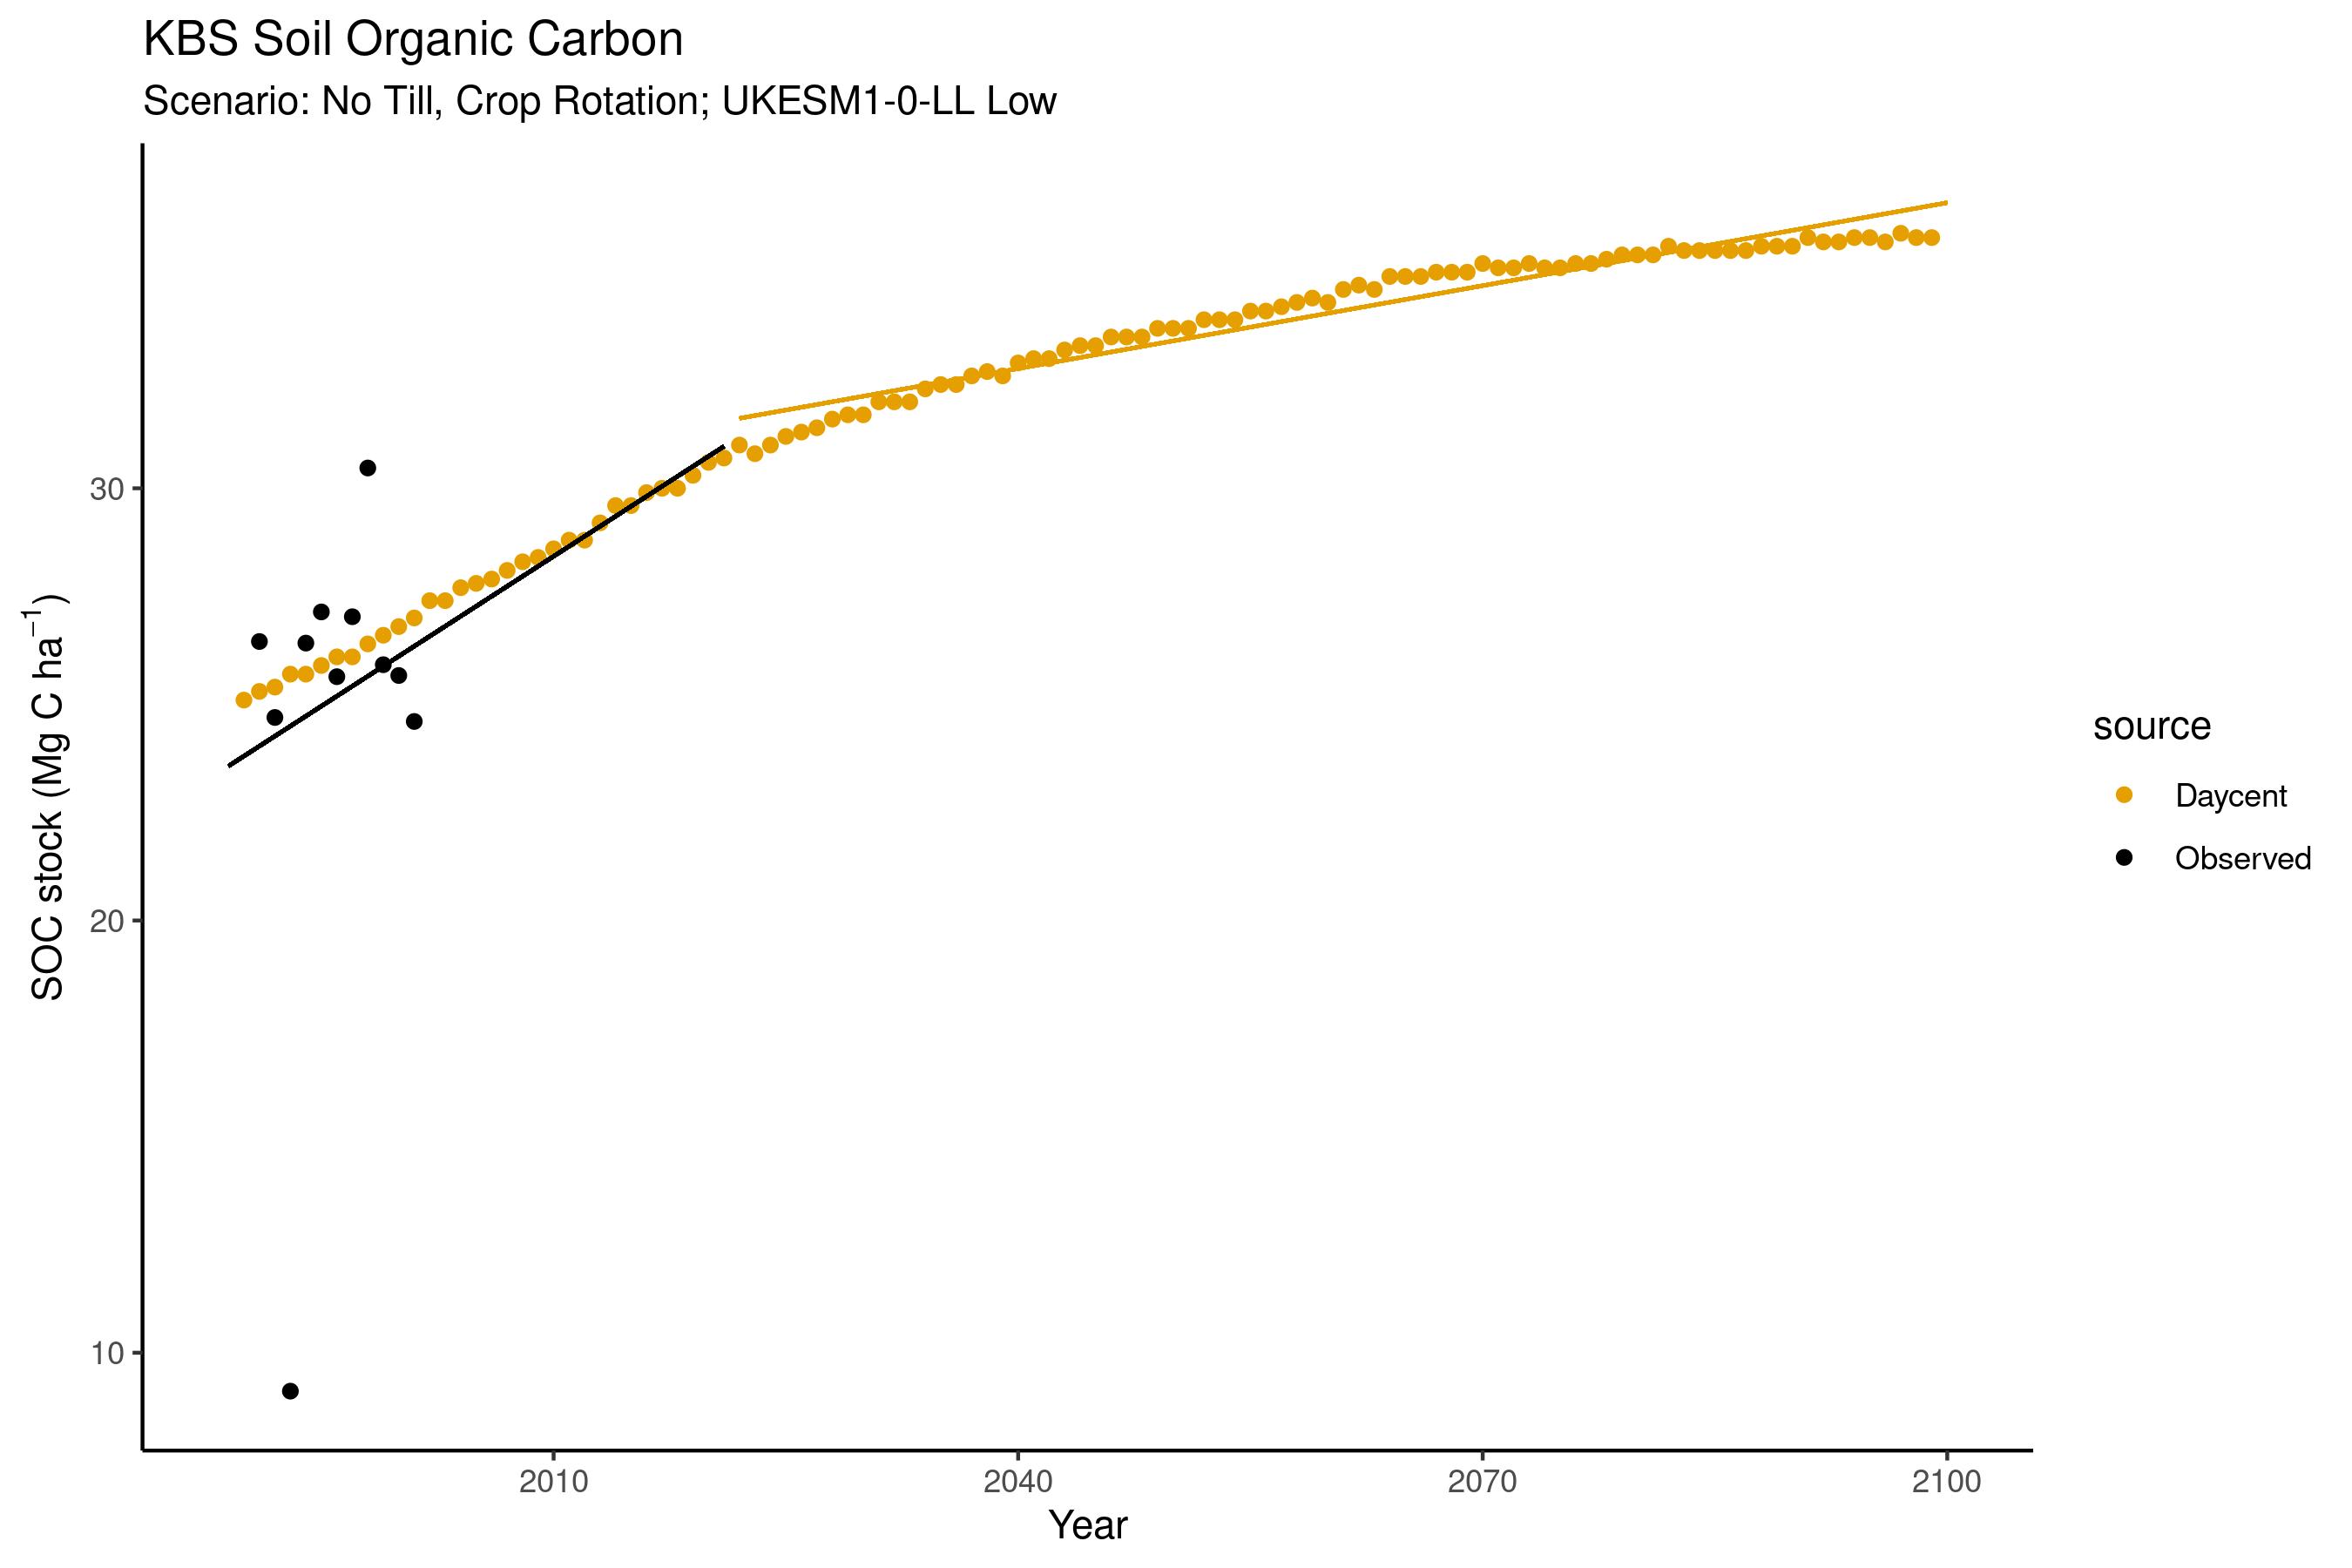 KBS Soil Organic Carbon
Scenario: No Till, Crop Rotation; UKESM1-0-LL Low
SOC stock (Mg C ha⁻¹)
30
20
10
2010 2040 2070 2100
Year
source
Daycent
Observed